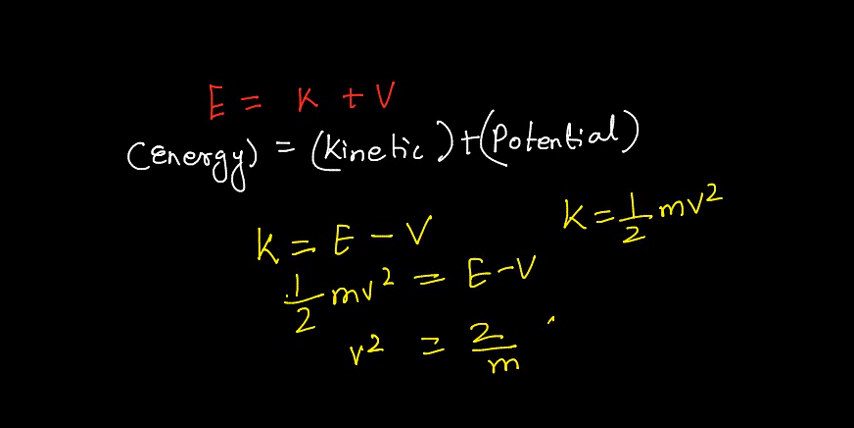 E = K + V
(Energy) = (Kinetic) + (Potential)
K = 1/2 mv²
K = E - V
1/2 mv² = E - V
v² = 2/m